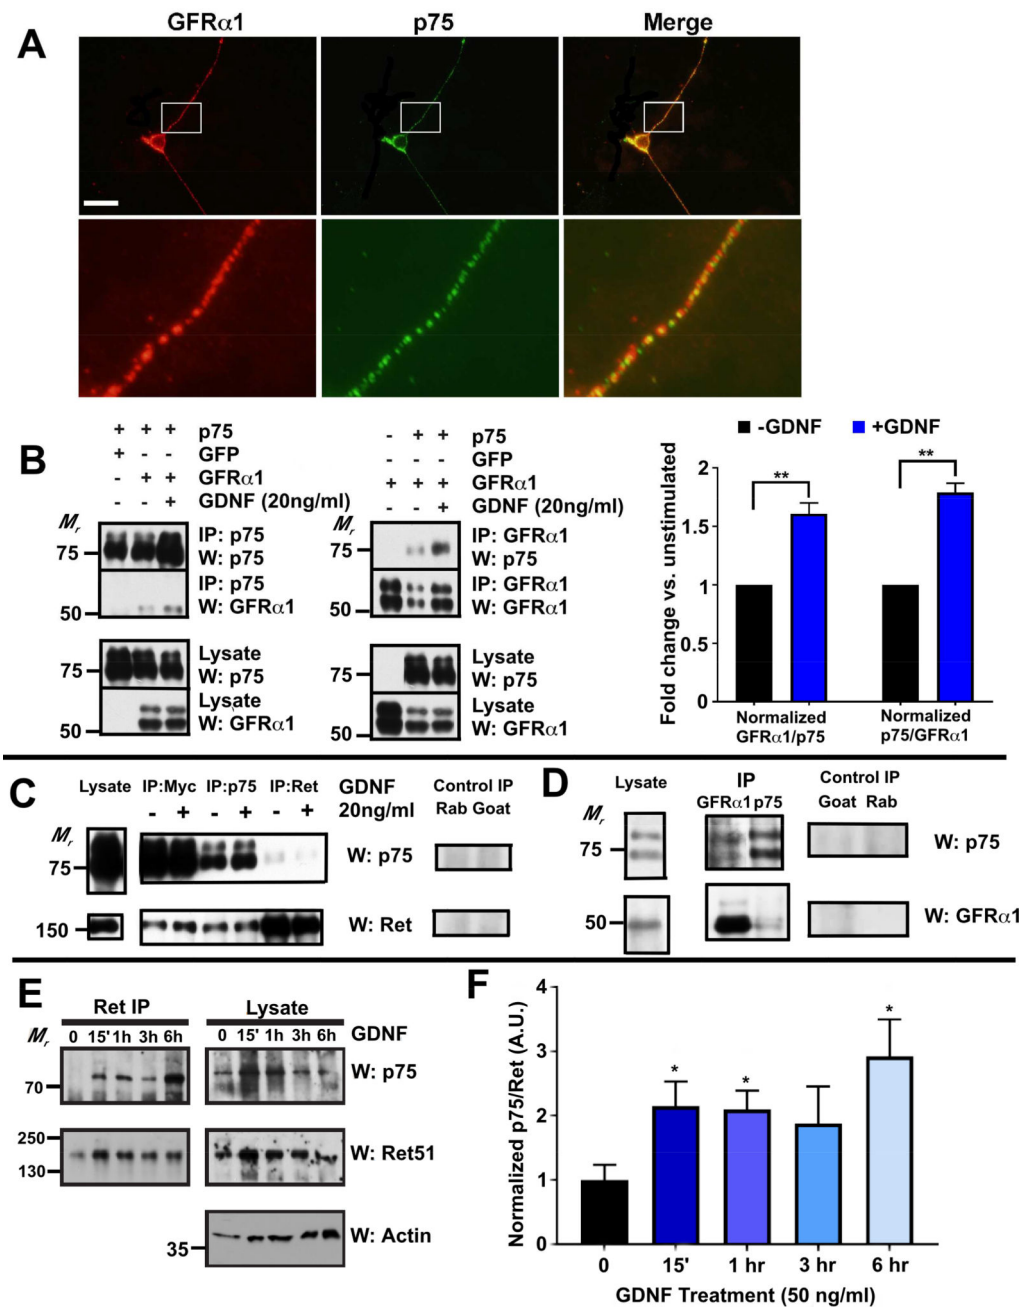 A
GFRα1 p75 Merge
B
+ + + p75
+ - - GFP
- + + GFRα1
- - + GDNF (20ng/ml)
Mr
75 IP: p75
W: p75
IP: p75
50 W: GFRα1
75 Lysate
W: p75
Lysate
50 W: GFRα1
- + + p75
- - - GFP
+ + + GFRα1
- - + GDNF (20ng/ml)
Mr
75 IP: GFRα1
W: p75
IP: GFRα1
50 W: GFRα1
75 Lysate
W: p75
Lysate
50 W: GFRα1
-GDNF +GDNF
Fold change vs. unstimulated
2
1.5
1
0.5
0
** **
Normalized GFRα1/p75
Normalized p75/GFRα1
C
Lysate IP:Myc IP:p75 IP:Ret GDNF 20ng/ml Control IP
- + - + - + Rab Goat
Mr
75 W: p75
150 W: Ret
D
Lysate IP Control IP
GFRα1 p75 Goat Rab
Mr
75 W: p75
50 W: GFRα1
E
Ret IP Lysate
Mr 0 15' 1h 3h 6h 0 15' 1h 3h 6h GDNF
70 W: p75
250
130 W: Ret51
35 W: Actin
F
Normalized p75/Ret (A.U.)
4
3
2
1
0
* * *
0 15' 1 hr 3 hr 6 hr
GDNF Treatment (50 ng/ml)